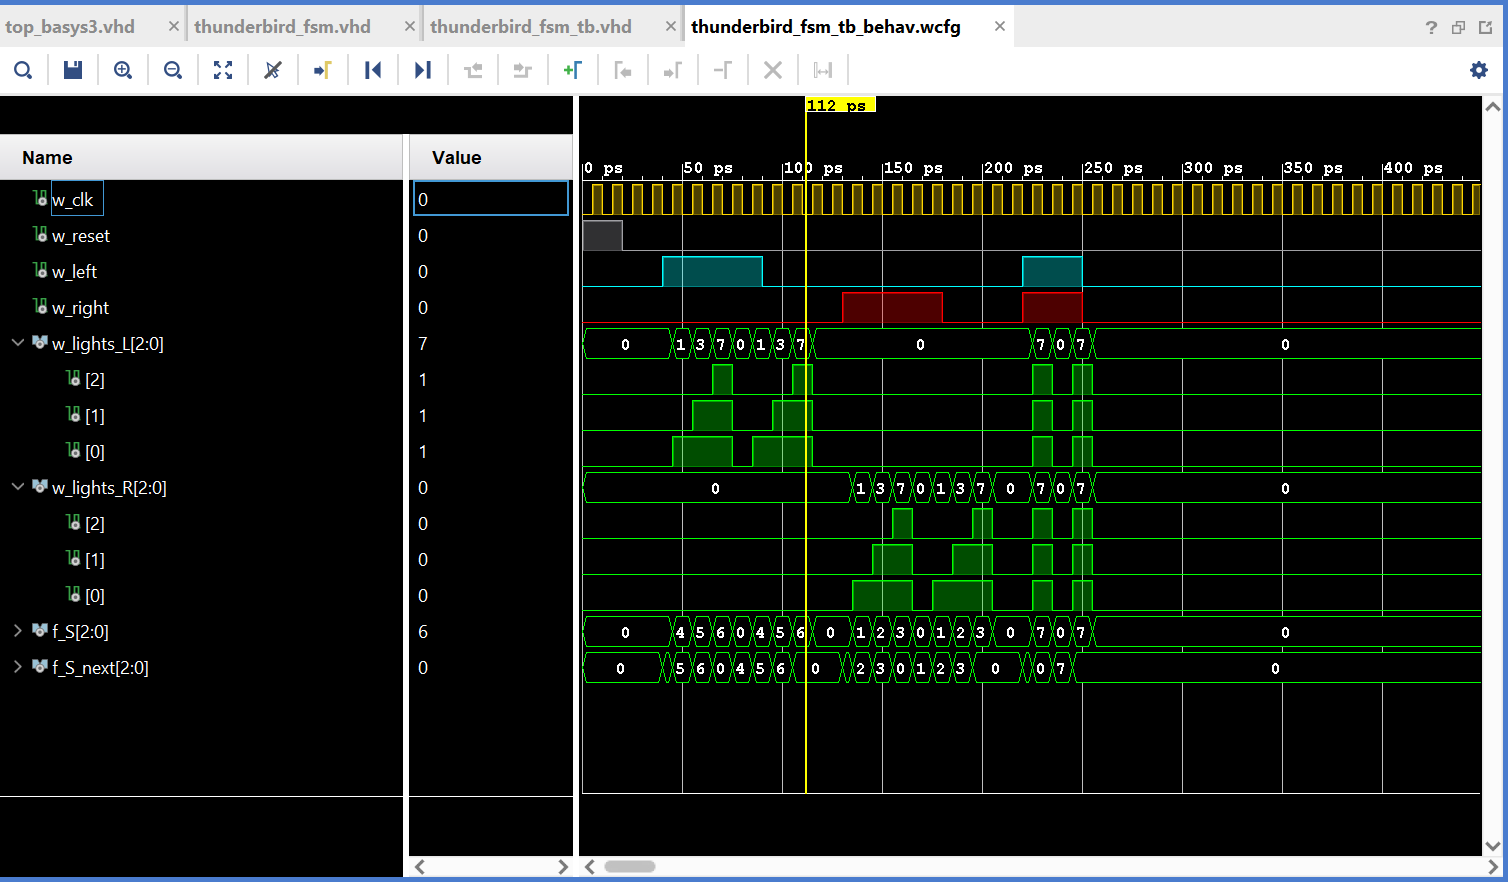 top_basys3.vhd × thunderbird_fsm.vhd × thunderbird_fsm_tb.vhd × thunderbird_fsm_tb_behav.wcfg × ?
112 ps
Name Value 0 ps 50 ps 100 ps 150 ps 200 ps 250 ps 300 ps 350 ps 400 ps
w_clk 0
w_reset 0
w_left 0
w_right 0
w_lights_L[2:0] 7 0 1 3 7 0 1 3 7 0 7 0 7 0
[2] 1
[1] 1
[0] 1
w_lights_R[2:0] 0 0 1 3 7 0 1 3 7 0 7 0 7 0
[2] 0
[1] 0
[0] 0
f_S[2:0] 6 0 4 5 6 0 4 5 6 0 1 2 3 0 1 2 3 0 7 0 7 0
f_S_next[2:0] 0 0 5 6 0 4 5 6 0 2 3 0 1 2 3 0 0 7 0